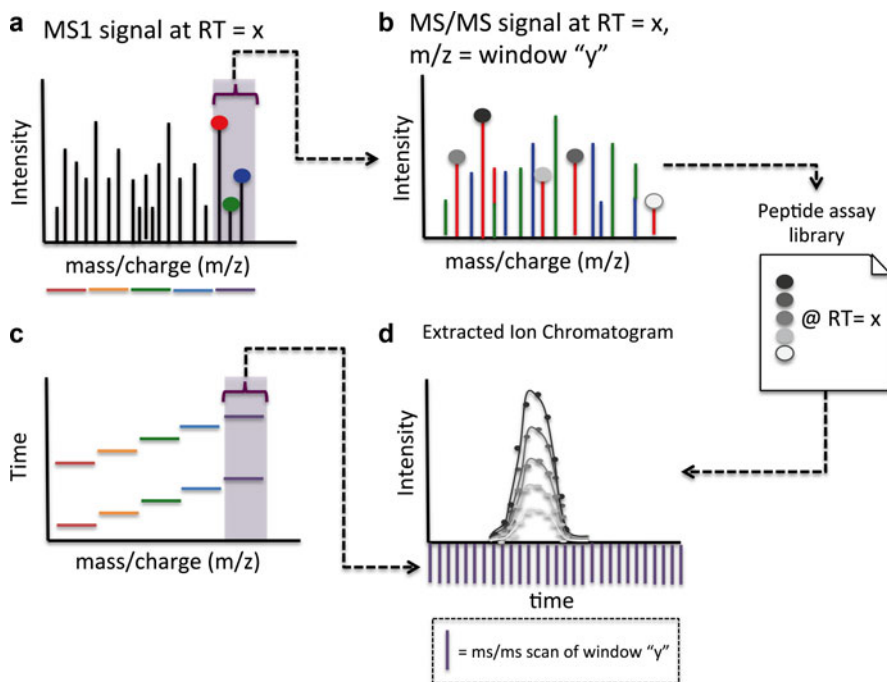 a
MS1 signal at RT = x
Intensity
mass/charge (m/z)
b
MS/MS signal at RT = x,
m/z = window “y”
Intensity
mass/charge (m/z)
Peptide assay
library
@ RT= x
c
Time
mass/charge (m/z)
d
Extracted Ion Chromatogram
Intensity
time
= ms/ms scan of window “y”